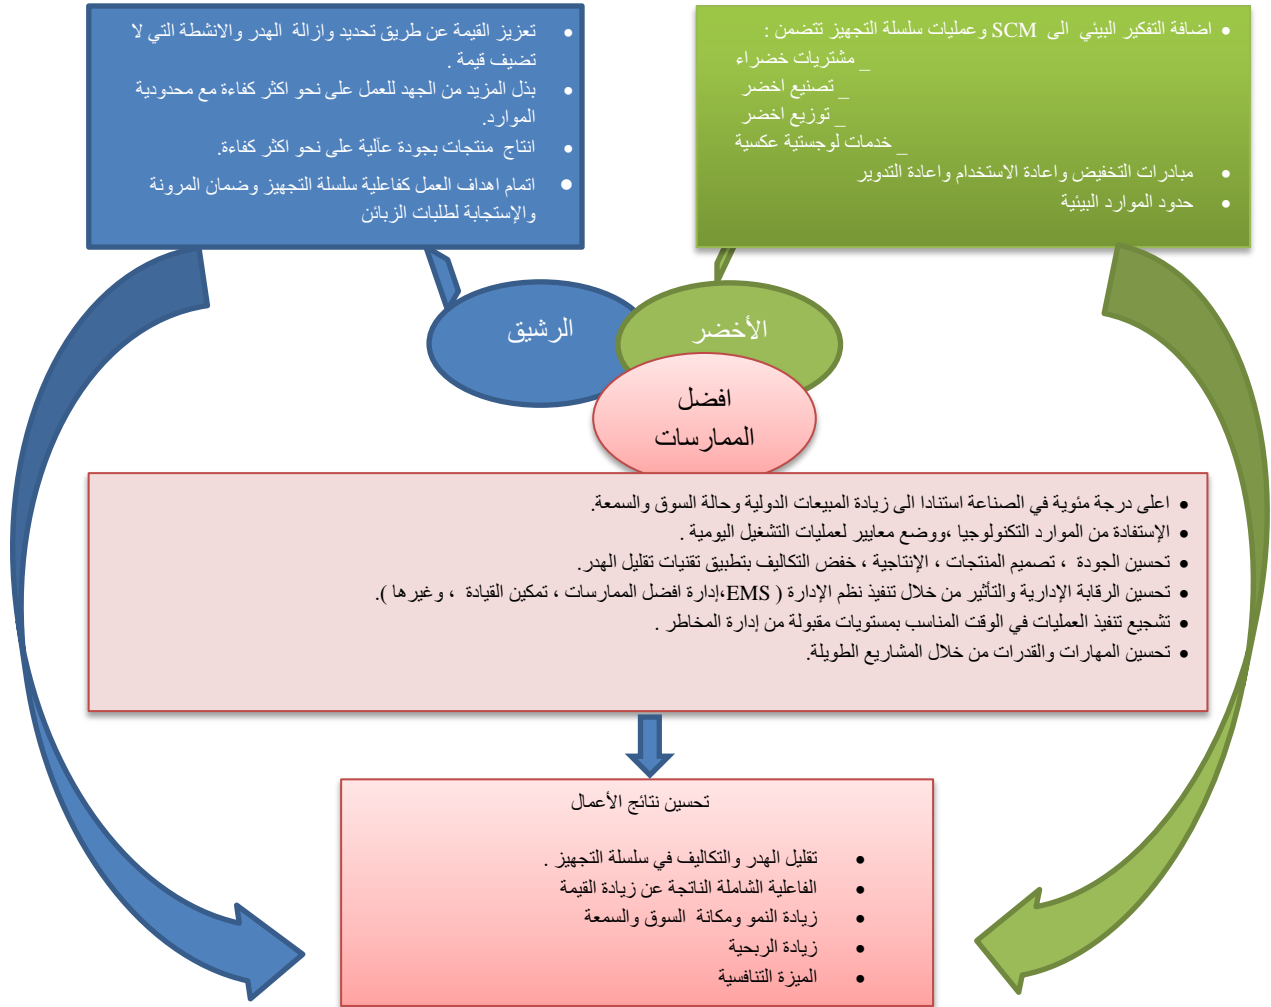 • اضافة التفكير البيئي الى SCM وعمليات سلسلة التجهيز تتضمن :
_ مشتريات خضراء
_ تصنيع اخضر
_ توزيع اخضر
_ خدمات لوجستية عكسية
• مبادرات التخفيض واعادة الاستخدام واعادة التدوير
• حدود الموارد البيئية
• تعزيز القيمة عن طريق تحديد وازالة الهدر والانشطة التي لا
تضيف قيمة .
• بذل المزيد من الجهد للعمل على نحو اكثر كفاءة مع محدودية
الموارد.
• انتاج منتجات بجودة عآلية على نحو اكثر كفاءة.
• اتمام اهداف العمل كفاعلية سلسلة التجهيز وضمان المرونة
والإستجابة لطلبات الزبائن
الأخضر
الرشيق
افضل
الممارسات
• اعلى درجة مئوية في الصناعة استنادا الى زيادة المبيعات الدولية وحالة السوق والسمعة.
• الإستفادة من الموارد التكنولوجيا ،ووضع معايير لعمليات التشغيل اليومية .
• تحسين الجودة ، تصميم المنتجات ، الإنتاجية ، خفض التكاليف بتطبيق تقنيات تقليل الهدر.
• تحسين الرقابة الإدارية والتأثير من خلال تنفيذ نظم الإدارة ( EMS،إدارة افضل الممارسات ، تمكين القيادة ، وغيرها ).
• تشجيع تنفيذ العمليات في الوقت المناسب بمستويات مقبولة من إدارة المخاطر .
• تحسين المهارات والقدرات من خلال المشاريع الطويلة.
تحسين نتائج الأعمال
• تقليل الهدر والتكاليف في سلسلة التجهيز .
• الفاعلية الشاملة الناتجة عن زيادة القيمة
• زيادة النمو ومكانة السوق والسمعة
• زيادة الربحية
• الميزة التنافسية